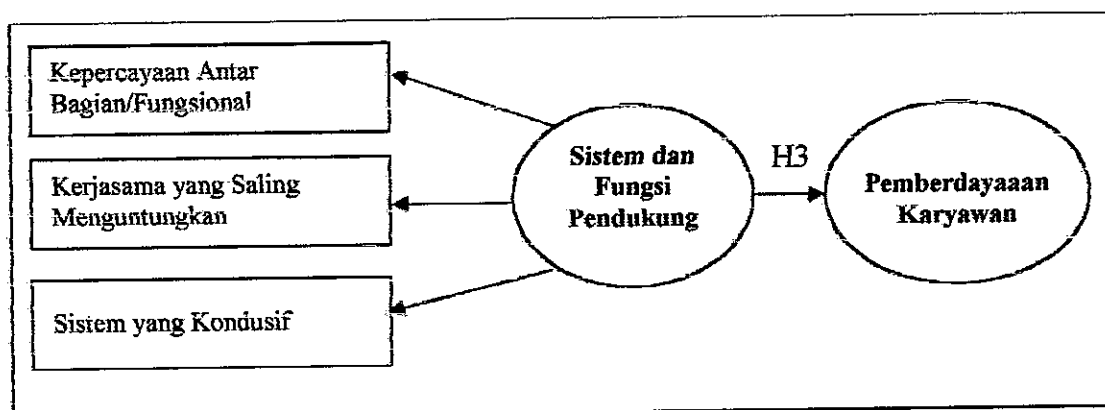 Kepercayaan Antar
Bagian/Fungsional
Kerjasama yang Saling
Menguntungkan
Sistem yang Kondusif
Sistem dan
Fungsi
Pendukung
H3
Pemberdayaaan
Karyawan